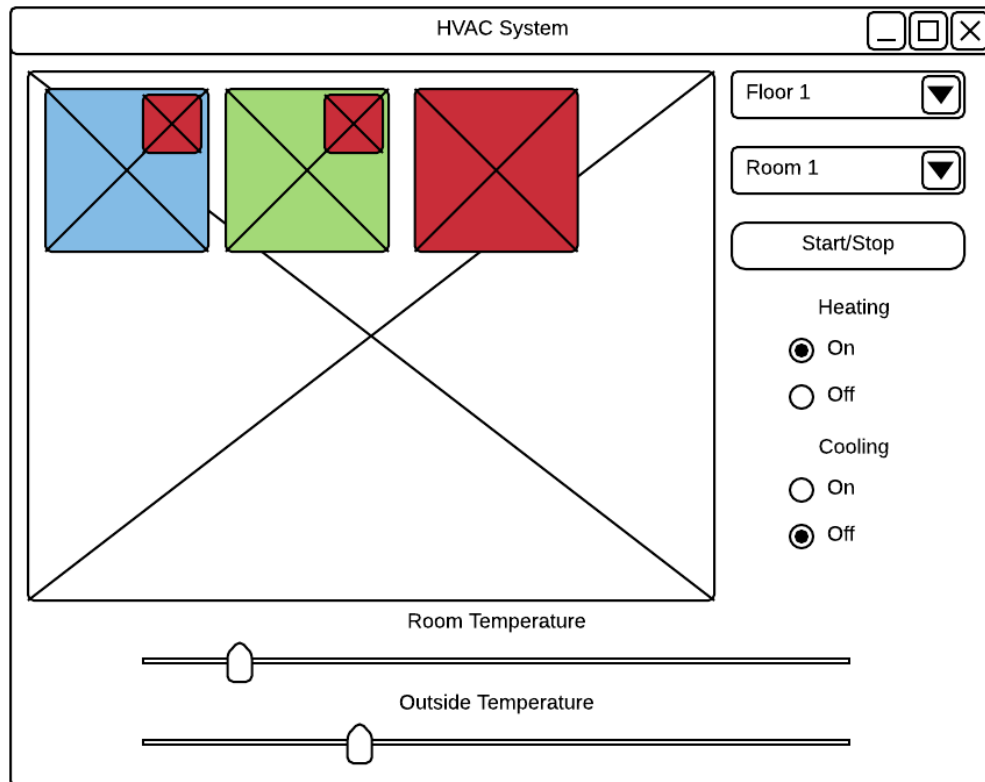 HVAC System
Floor 1
Room 1
Start/Stop
Heating
On
Off
Cooling
On
Off
Room Temperature
Outside Temperature